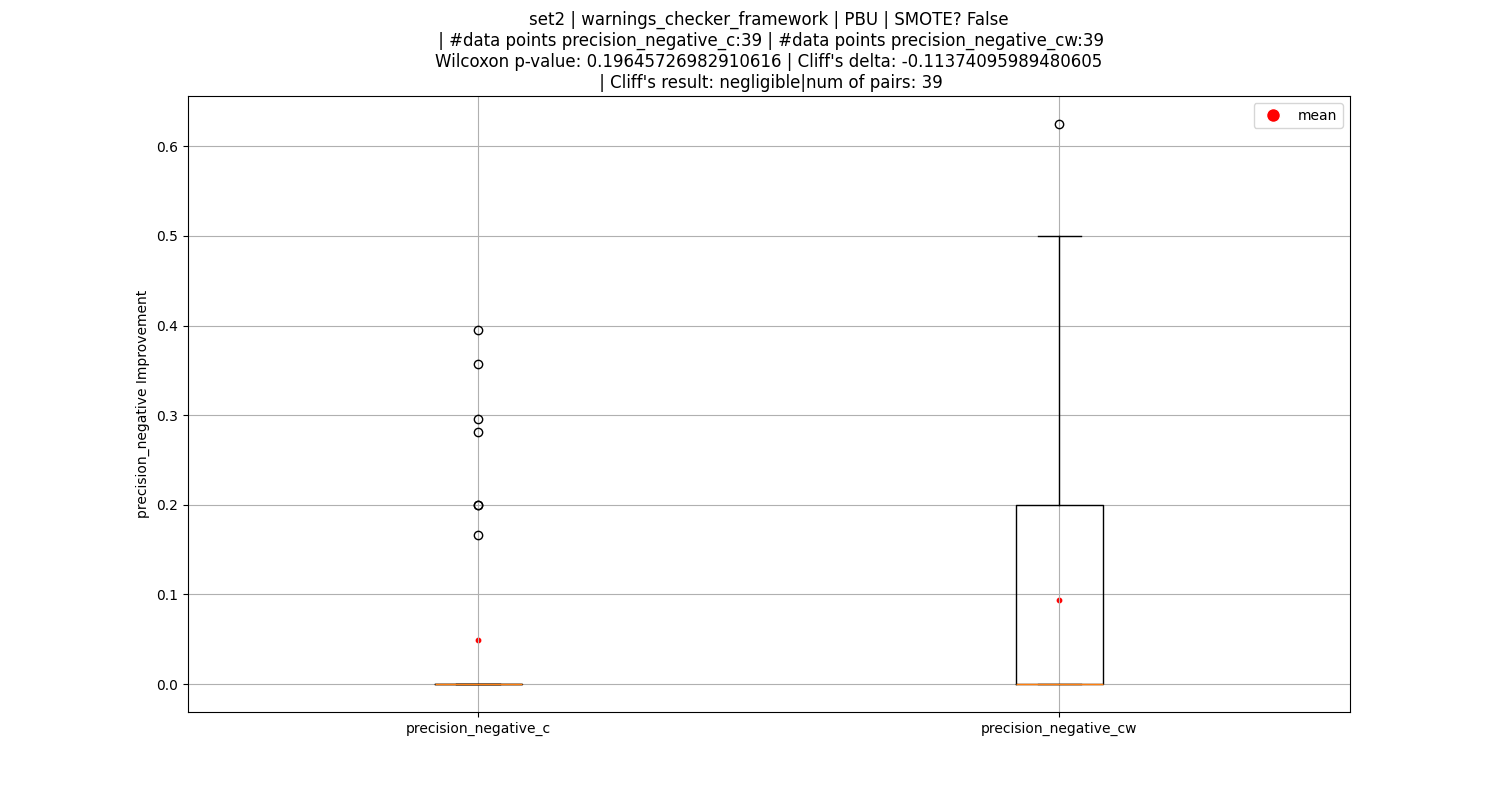 set2 | warnings_checker_framework | PBU | SMOTE? False
| #data points precision_negative_c:39 | #data points precision_negative_cw:39
Wilcoxon p-value: 0.19645726982910616 | Cliff's delta: -0.11374095989480605
| Cliff's result: negligible|num of pairs: 39
mean
0.6
0.5
0.4
0.3
0.2
0.1
0.0
precision_negative Improvement
precision_negative_c
precision_negative_cw